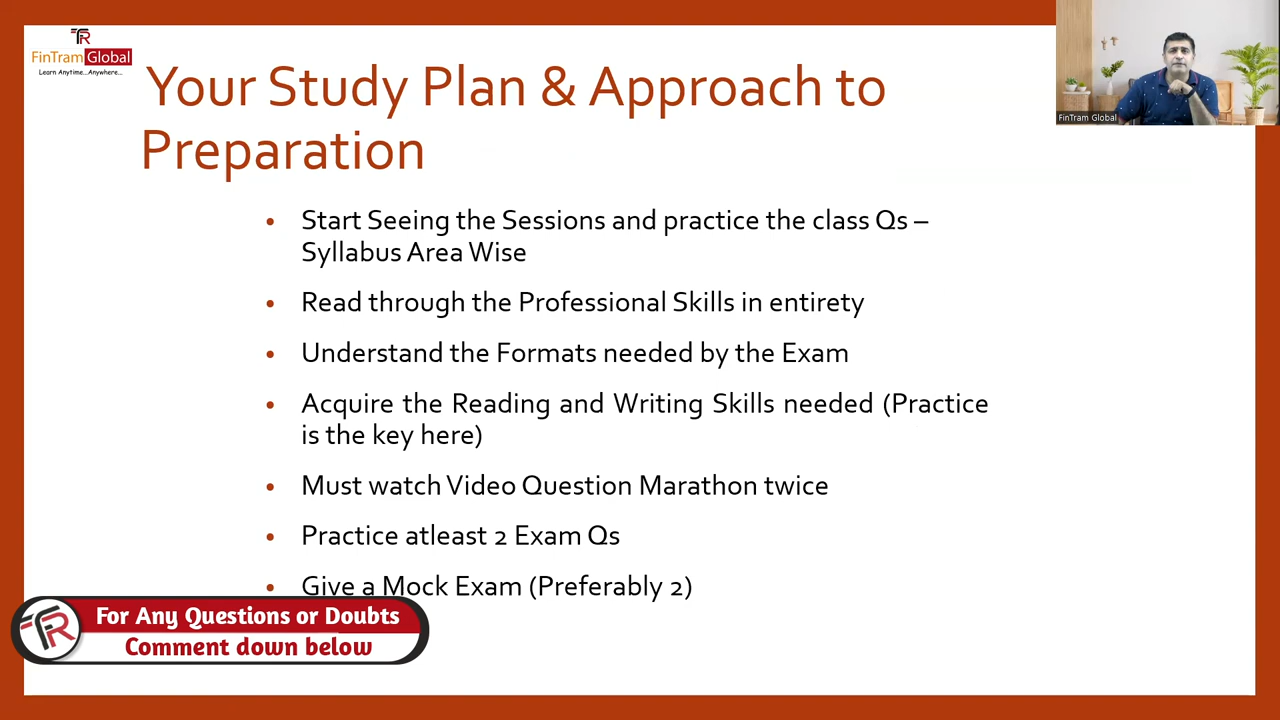 FinTram Global
Learn Anytime...Anywhere...
Your Study Plan & Approach to
Preparation
FinTram Global
• Start Seeing the Sessions and practice the class Qs –
Syllabus Area Wise
• Read through the Professional Skills in entirety
• Understand the Formats needed by the Exam
• Acquire the Reading and Writing Skills needed (Practice
is the key here)
• Must watch Video Question Marathon twice
• Practice atleast 2 Exam Qs
• Give a Mock Exam (Preferably 2)
For Any Questions or Doubts
Comment down below